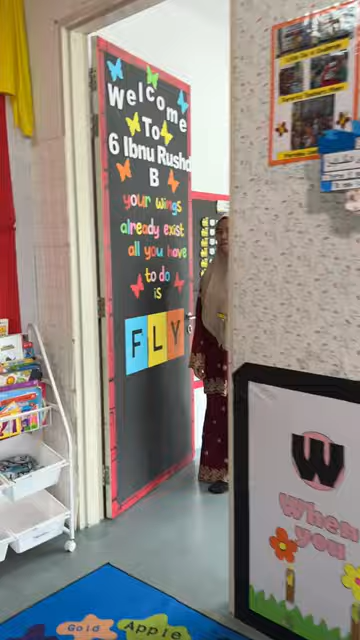 Welcome
To
6 Ibnu Rushd
B
your wings
already exist
all you have
to do
is
FLY
W
When
you
Gold
Apple